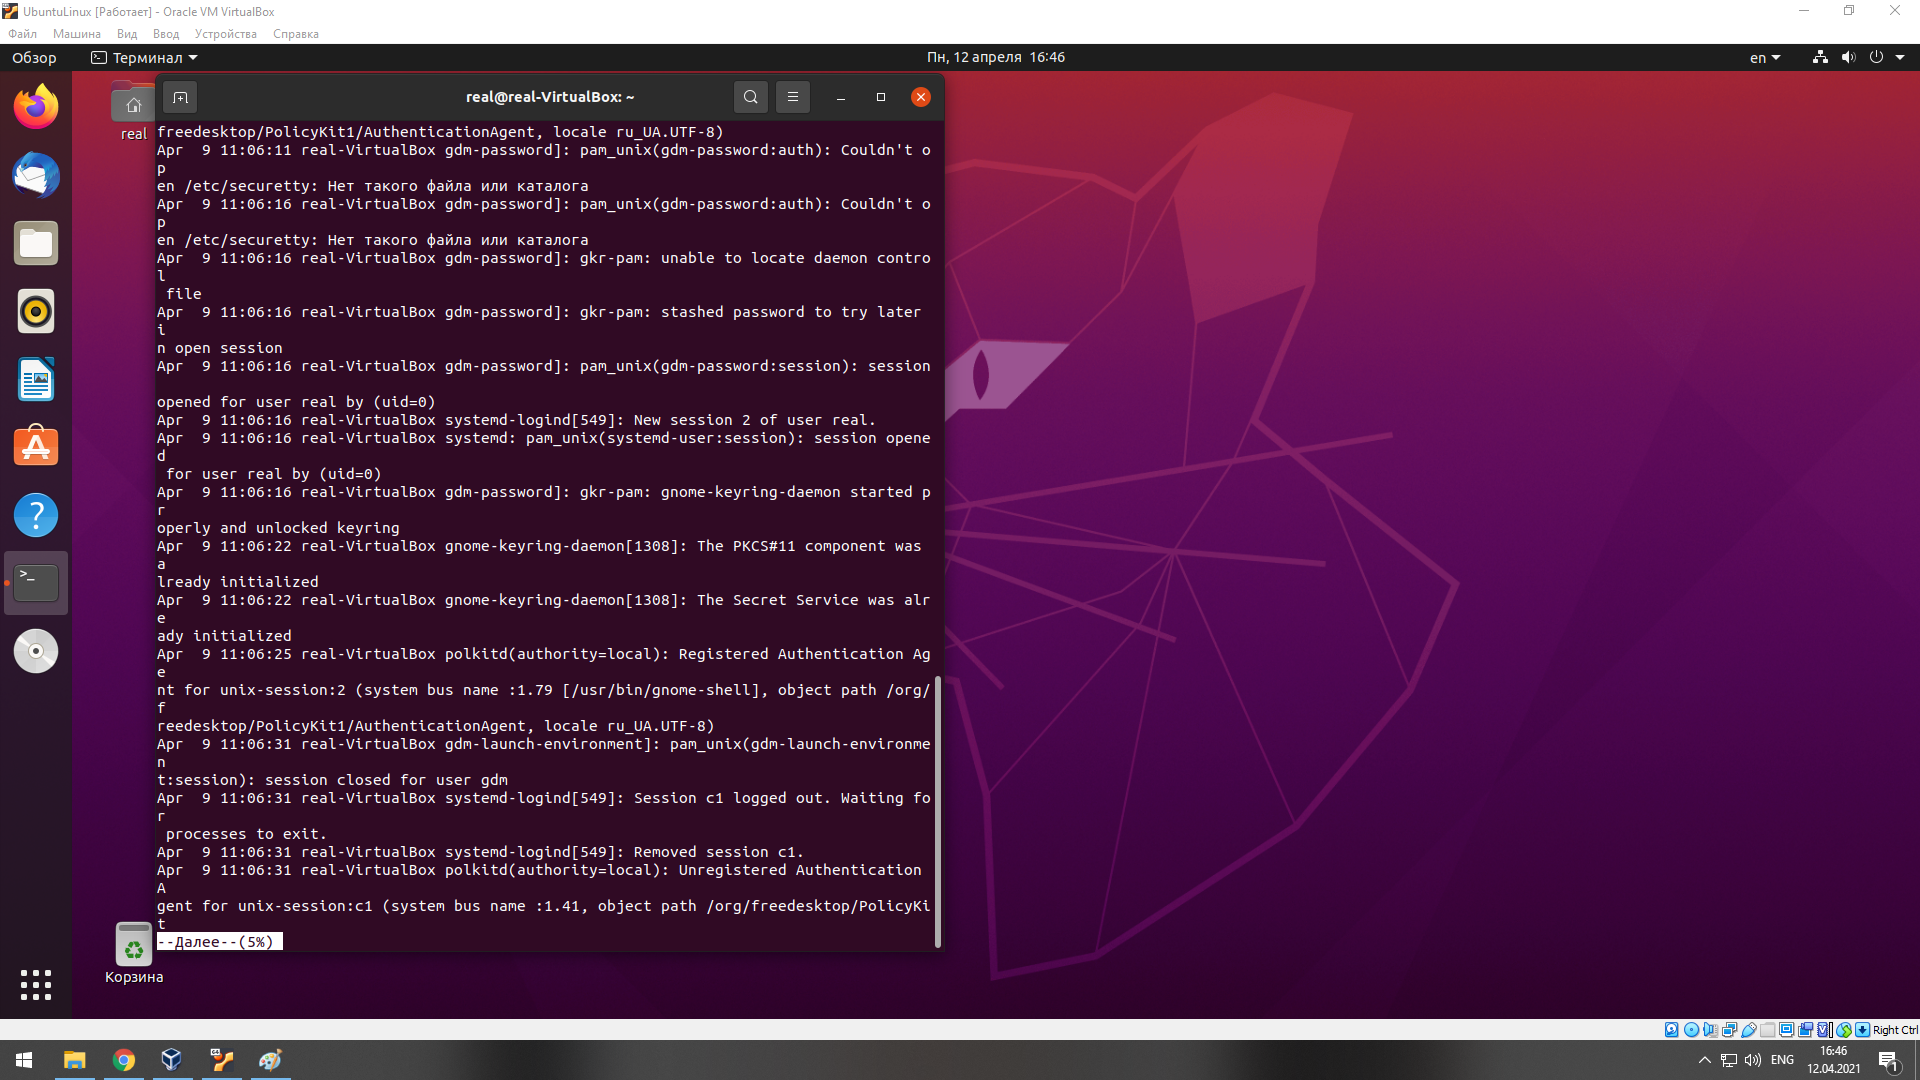 UbuntuLinux [Работает] - Oracle VM VirtualBox
Файл Машина Вид Ввод Устройства Справка
Обзор Терминал Пн, 12 апреля 16:46 en
real@real-VirtualBox: ~
real
freedesktop/PolicyKit1/AuthenticationAgent, locale ru_UA.UTF-8)
Apr  9 11:06:11 real-VirtualBox gdm-password]: pam_unix(gdm-password:auth): Couldn't o
p
en /etc/securetty: Нет такого файла или каталога
Apr  9 11:06:16 real-VirtualBox gdm-password]: pam_unix(gdm-password:auth): Couldn't o
p
en /etc/securetty: Нет такого файла или каталога
Apr  9 11:06:16 real-VirtualBox gdm-password]: gkr-pam: unable to locate daemon contro
l
 file
Apr  9 11:06:16 real-VirtualBox gdm-password]: gkr-pam: stashed password to try later
i
n open session
Apr  9 11:06:16 real-VirtualBox gdm-password]: pam_unix(gdm-password:session): session
opened for user real by (uid=0)
Apr  9 11:06:16 real-VirtualBox systemd-logind[549]: New session 2 of user real.
Apr  9 11:06:16 real-VirtualBox systemd: pam_unix(systemd-user:session): session opene
d
 for user real by (uid=0)
Apr  9 11:06:16 real-VirtualBox gdm-password]: gkr-pam: gnome-keyring-daemon started p
r
operly and unlocked keyring
Apr  9 11:06:22 real-VirtualBox gnome-keyring-daemon[1308]: The PKCS#11 component was
a
lready initialized
Apr  9 11:06:22 real-VirtualBox gnome-keyring-daemon[1308]: The Secret Service was alr
e
ady initialized
Apr  9 11:06:25 real-VirtualBox polkitd(authority=local): Registered Authentication Ag
e
nt for unix-session:2 (system bus name :1.79 [/usr/bin/gnome-shell], object path /org/
f
reedesktop/PolicyKit1/AuthenticationAgent, locale ru_UA.UTF-8)
Apr  9 11:06:31 real-VirtualBox gdm-launch-environment]: pam_unix(gdm-launch-environme
n
t:session): session closed for user gdm
Apr  9 11:06:31 real-VirtualBox systemd-logind[549]: Session c1 logged out. Waiting fo
r
 processes to exit.
Apr  9 11:06:31 real-VirtualBox systemd-logind[549]: Removed session c1.
Apr  9 11:06:31 real-VirtualBox polkitd(authority=local): Unregistered Authentication
A
gent for unix-session:c1 (system bus name :1.41, object path /org/freedesktop/PolicyKi
t
--Далее--(5%)
Корзина
Right Ctrl
ENG
16:46
12.04.2021
1